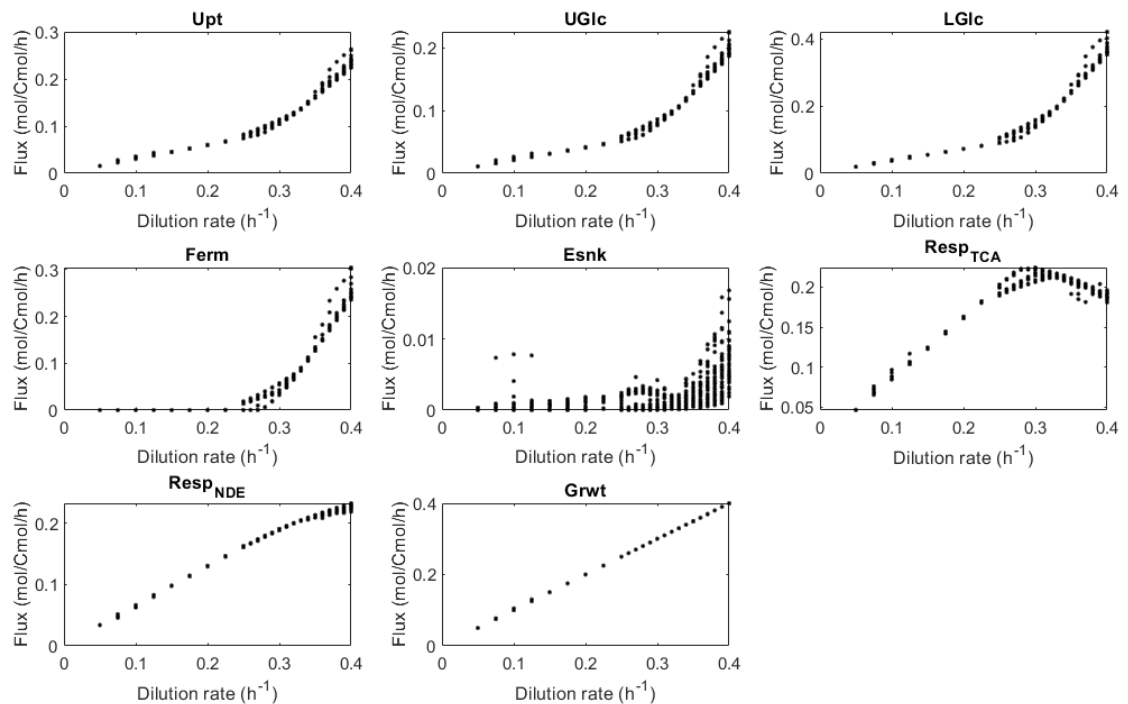 Upt
0.3
0.2
0.1
0
Flux (mol/Cmol/h)
0 0.1 0.2 0.3 0.4
Dilution rate (h⁻¹)
UGlc
0.2
0.1
0
Flux (mol/Cmol/h)
0 0.1 0.2 0.3 0.4
Dilution rate (h⁻¹)
LGlc
0.4
0.2
0
Flux (mol/Cmol/h)
0 0.1 0.2 0.3 0.4
Dilution rate (h⁻¹)
Ferm
0.3
0.2
0.1
0
Flux (mol/Cmol/h)
0 0.1 0.2 0.3 0.4
Dilution rate (h⁻¹)
Esnk
0.02
0.01
0
Flux (mol/Cmol/h)
0 0.1 0.2 0.3 0.4
Dilution rate (h⁻¹)
Resp_TCA
0.2
0.15
0.1
0.05
Flux (mol/Cmol/h)
0 0.1 0.2 0.3 0.4
Dilution rate (h⁻¹)
Resp_NDE
0.2
0.1
0
Flux (mol/Cmol/h)
0 0.1 0.2 0.3 0.4
Dilution rate (h⁻¹)
Grwt
0.4
0.2
0
Flux (mol/Cmol/h)
0 0.1 0.2 0.3 0.4
Dilution rate (h⁻¹)